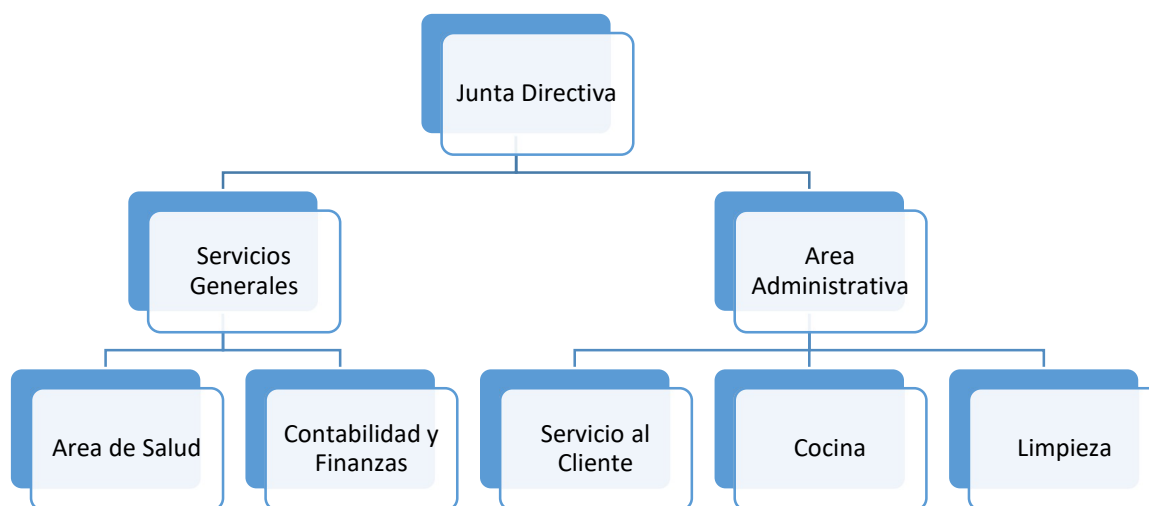 Junta Directiva
Servicios
Generales
Area
Administrativa
Area de Salud
Contabilidad y
Finanzas
Servicio al
Cliente
Cocina
Limpieza